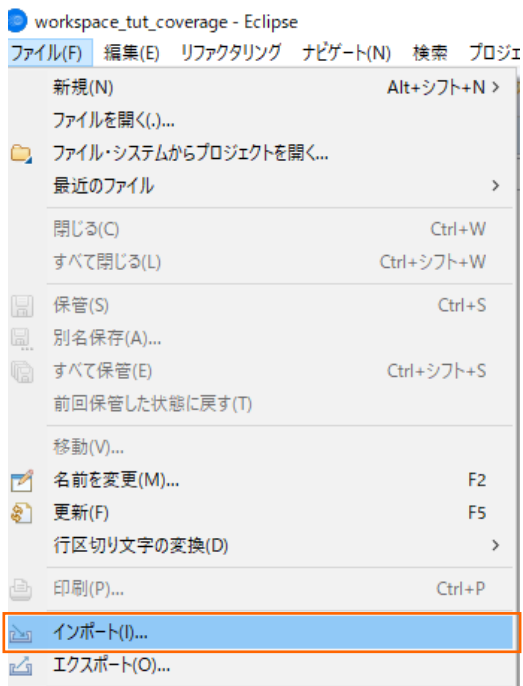 workspace_tut_coverage - Eclipse
ファイル(F) 編集(E) リファクタリング ナビゲート(N) 検索 プロジェ
新規(N) Alt+シフト+N >
ファイルを開く(.)...
ファイル・システムからプロジェクトを開く...
最近のファイル >
閉じる(C) Ctrl+W
すべて閉じる(L) Ctrl+シフト+W
保管(S) Ctrl+S
別名保存(A)...
すべて保管(E) Ctrl+シフト+S
前回保管した状態に戻す(T)
移動(V)...
名前を変更(M)... F2
更新(F) F5
行区切り文字の変換(D) >
印刷(P)... Ctrl+P
インポート(I)...
エクスポート(O)...